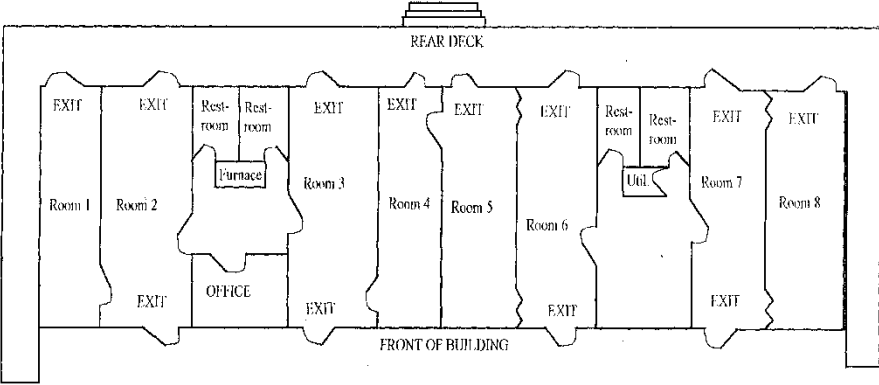 REAR DECK
EXIT
EXIT
Rest-
room
Rest-
room
EXIT
EXIT
EXIT
EXIT
Rest-
room
Rest-
room
EXIT
EXIT
Furnace
Util.
Room 1
Room 2
Room 3
Room 4
Room 5
Room 6
Room 7
Room 8
OFFICE
EXIT
EXIT
EXIT
EXIT
FRONT OF BUILDING